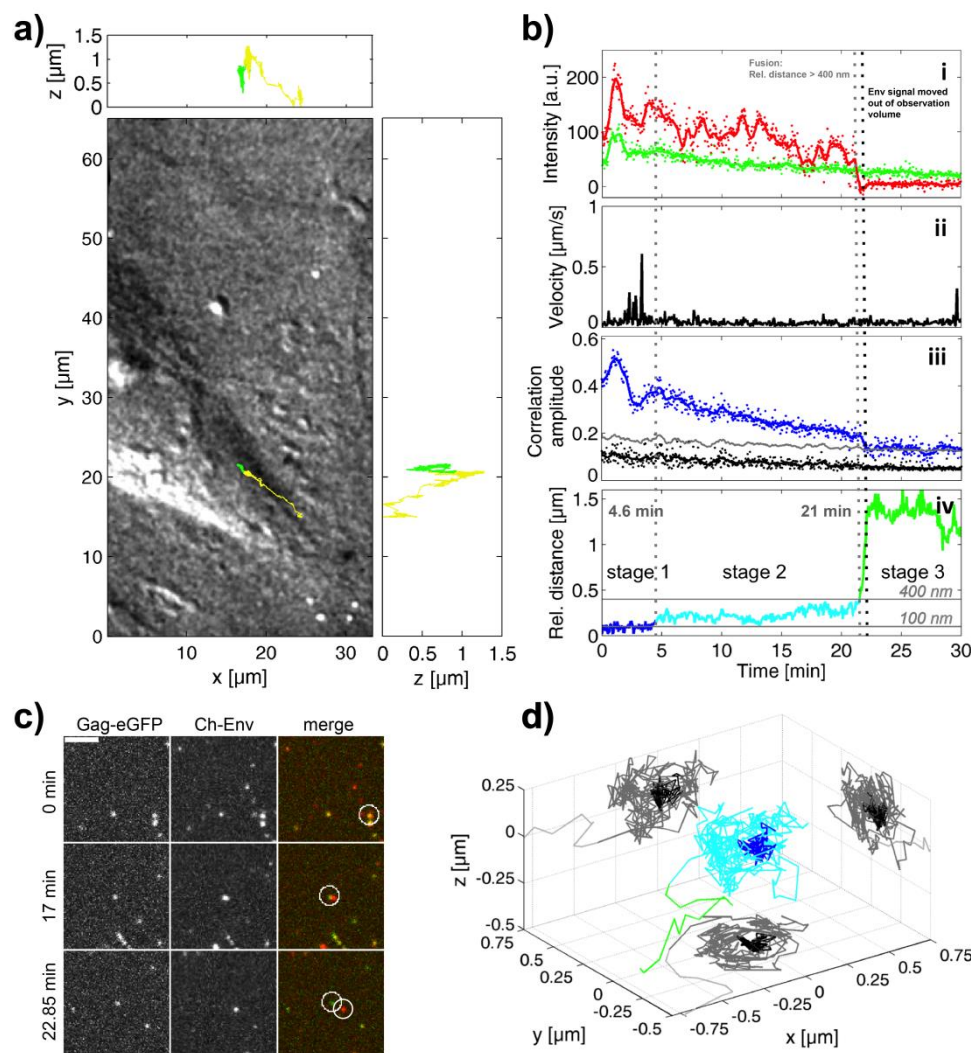 a)
1.5
1
0.5
0
z [µm]
60
50
40
30
20
10
0
y [µm]
10
20
30
x [µm]
0
0.5
1
1.5
z [µm]
b)
Fusion:
Rel. distance > 400 nm
i
Env signal moved
out of observation
volume
200
100
0
Intensity [a.u.]
ii
1
0.5
0
Velocity [µm/s]
iii
0.6
0.4
0.2
0
Correlation
amplitude
iv
1.5
1
0.5
0
Rel. distance [µm]
4.6 min
21 min
stage 1
stage 2
stage 3
400 nm
100 nm
0
5
10
15
20
25
30
Time [min]
c)
Gag-eGFP
Ch-Env
merge
0 min
17 min
22.85 min
d)
0.25
0
-0.25
-0.5
z [µm]
0.75
0.5
0.25
0
-0.25
-0.5
y [µm]
-0.75
-0.5
-0.25
0
0.25
0.5
0.75
x [µm]